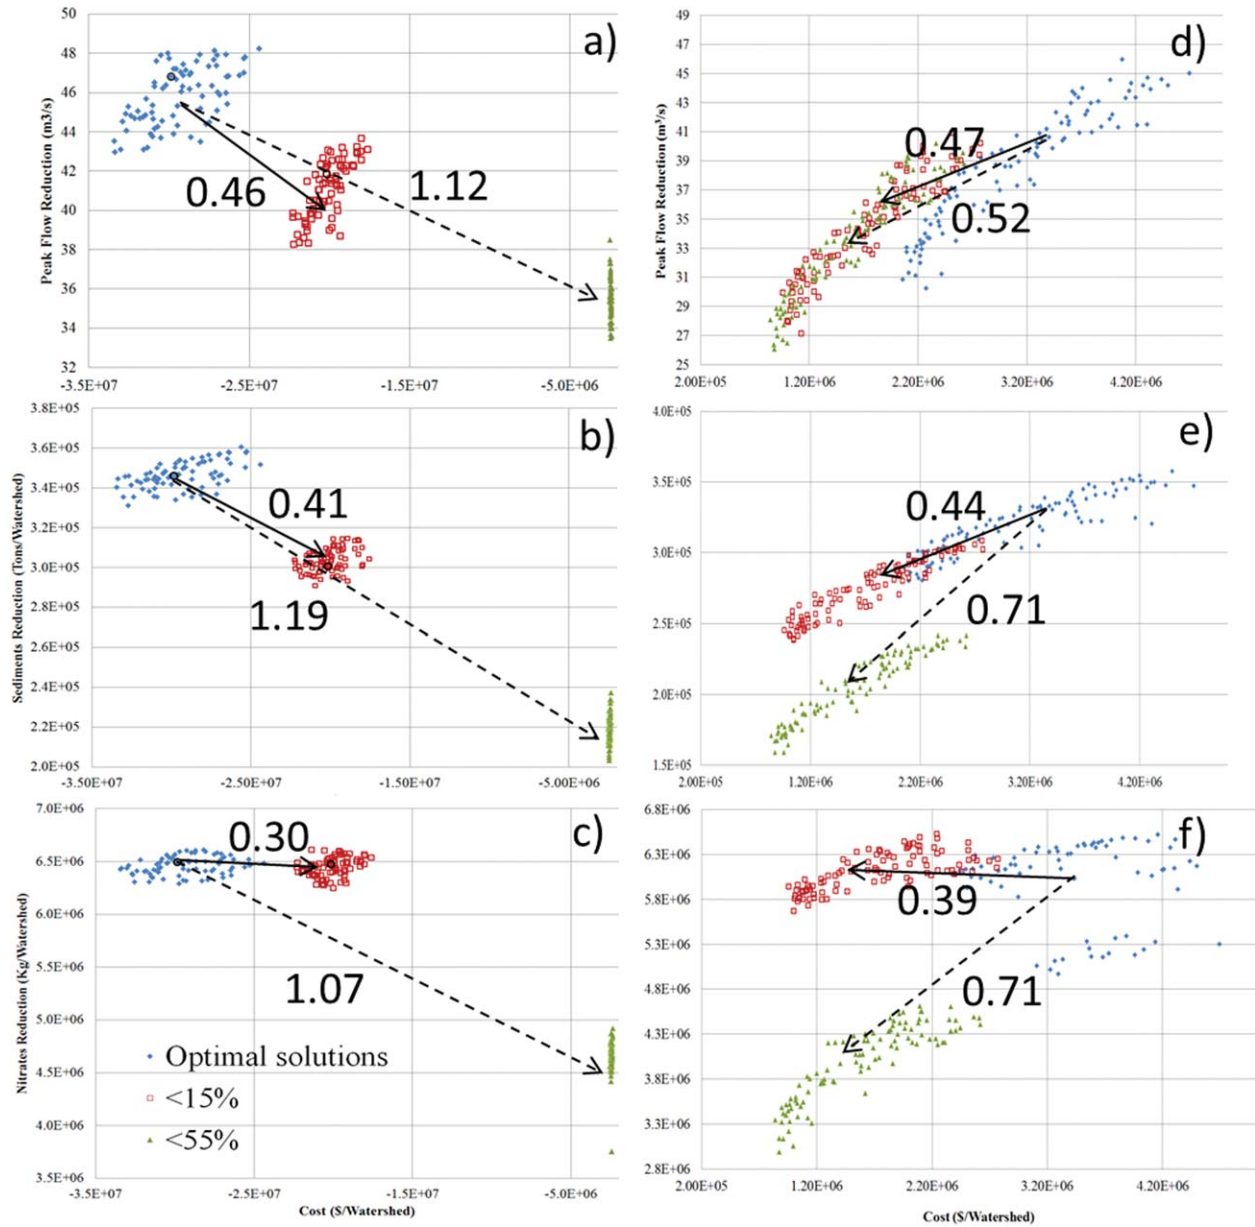 a)
50
48
46
44
42
40
38
36
34
32
Peak Flow Reduction (m3/s)
0.46
1.12
-3.5E+07
-2.5E+07
-1.5E+07
-5.0E+06
d)
49
47
45
43
41
39
37
35
33
31
29
27
25
Peak Flow Reduction (m³/s)
0.47
0.52
2.00E+05
1.20E+06
2.20E+06
3.20E+06
4.20E+06
b)
3.8E+05
3.6E+05
3.4E+05
3.2E+05
3.0E+05
2.8E+05
2.6E+05
2.4E+05
2.2E+05
2.0E+05
Sediments Reduction (Tons/Watershed)
0.41
1.19
-3.50E+07
-2.50E+07
-1.50E+07
-5.00E+06
e)
4.0E+05
3.0E+05
2.5E+05
2.0E+05
1.5E+05
0.44
0.71
2.00E+05
1.20E+06
2.20E+06
3.20E+06
4.20E+06
c)
7.0E+06
6.5E+06
6.0E+06
5.5E+06
5.0E+06
4.5E+06
4.0E+06
3.5E+06
Nitrates Reduction (Kg/Watershed)
0.30
1.07
Optimal solutions
<15%
<55%
-3.5E+07
-2.5E+07
-1.5E+07
-5.0E+06
Cost ($/Watershed)
f)
6.8E+06
6.3E+06
5.8E+06
5.3E+06
4.8E+06
4.3E+06
3.8E+06
3.3E+06
2.8E+06
0.39
0.71
2.00E+05
1.20E+06
2.20E+06
3.20E+06
4.20E+06
Cost ($/Watershed)